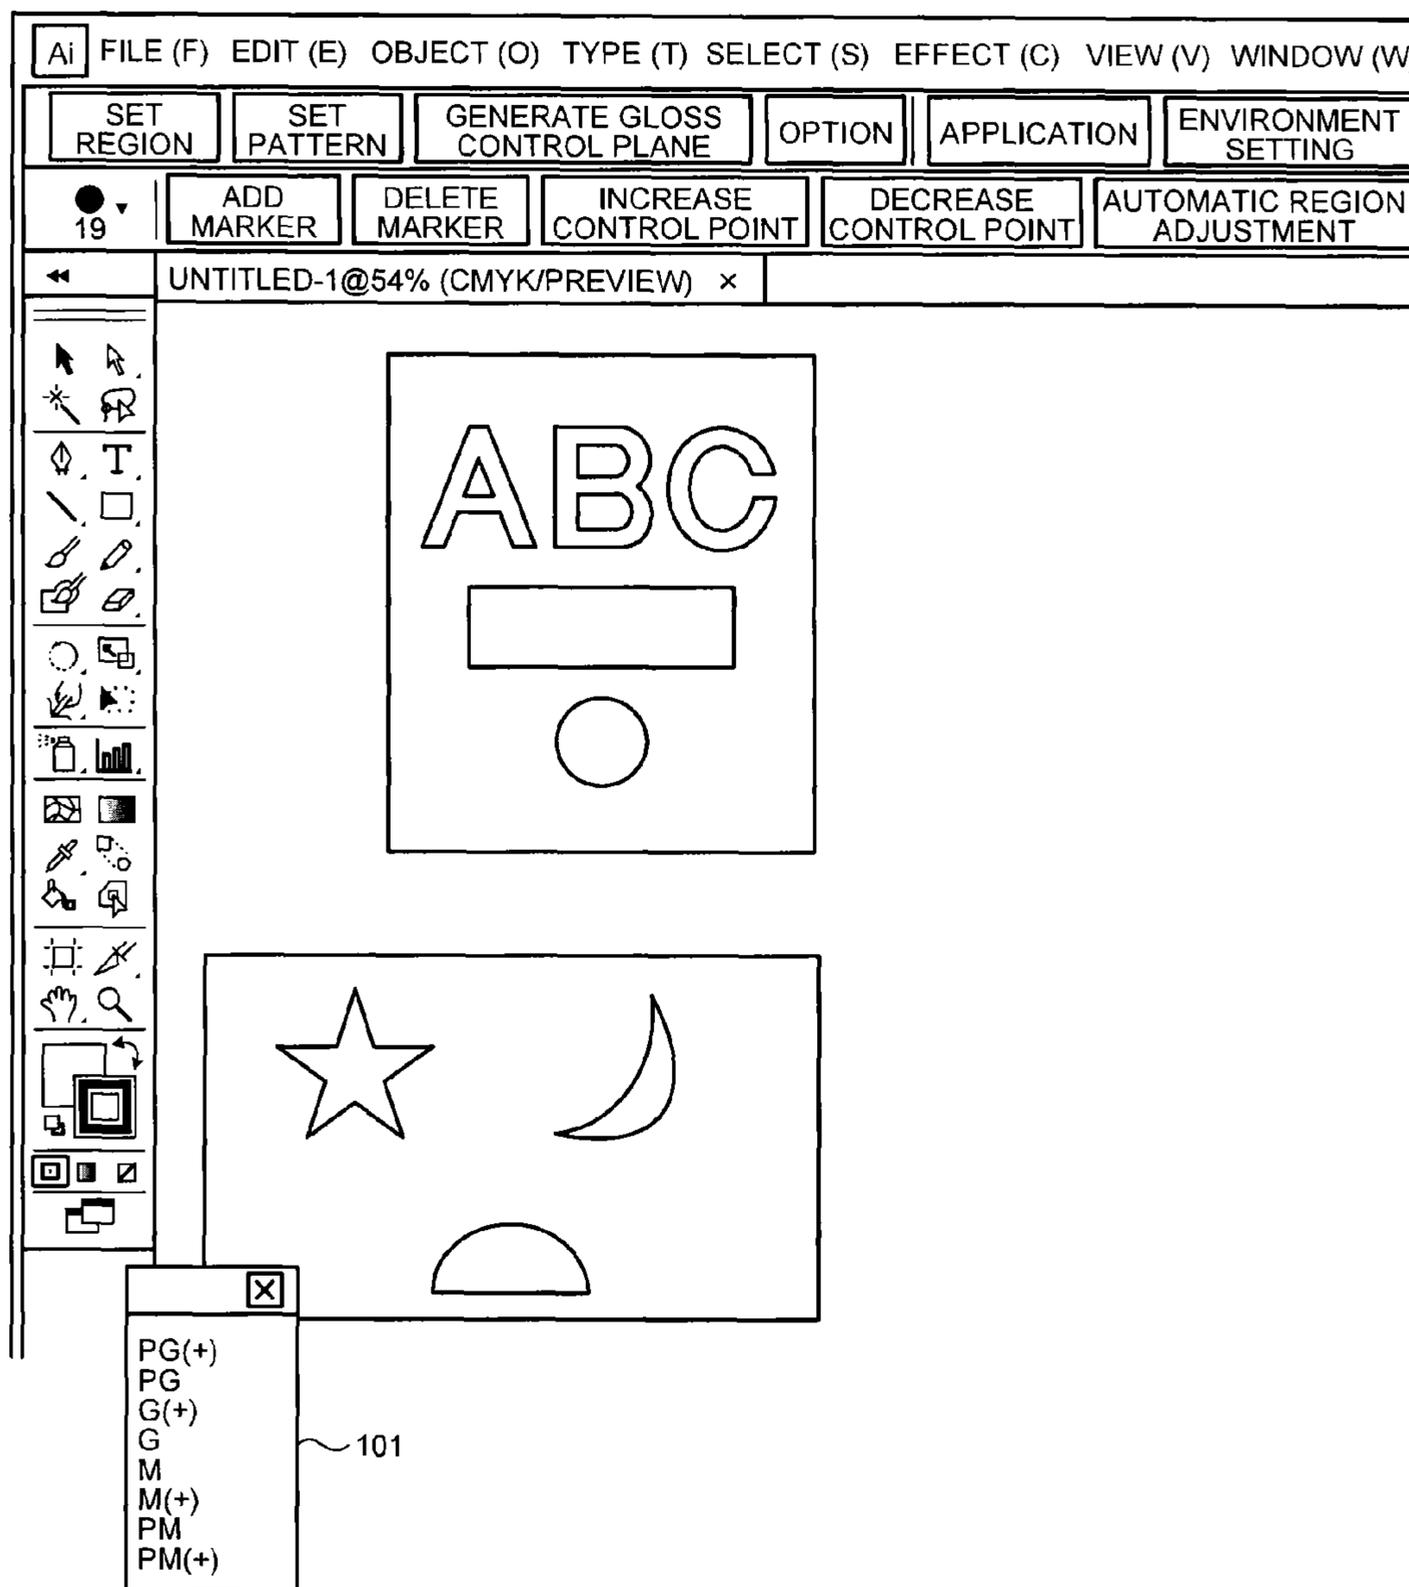 Ai FILE (F) EDIT (E) OBJECT (O) TYPE (T) SELECT (S) EFFECT (C) VIEW (V) WINDOW (W
SET REGION
SET PATTERN
GENERATE GLOSS CONTROL PLANE
OPTION
APPLICATION
ENVIRONMENT SETTING
19
ADD MARKER
DELETE MARKER
INCREASE CONTROL POINT
DECREASE CONTROL POINT
AUTOMATIC REGION ADJUSTMENT
UNTITLED-1@54% (CMYK/PREVIEW) ×
T
ABC
PG(+)
PG
G(+)
G
M
M(+)
PM
PM(+)
101